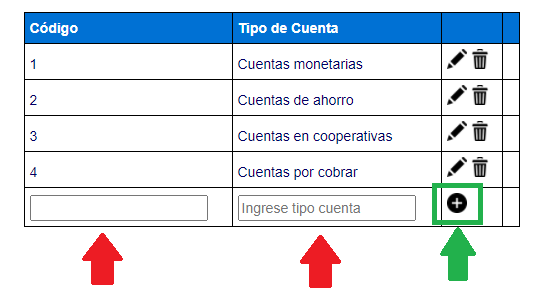 Código Tipo de Cuenta
1 Cuentas monetarias
2 Cuentas de ahorro
3 Cuentas en cooperativas
4 Cuentas por cobrar
Ingrese tipo cuenta